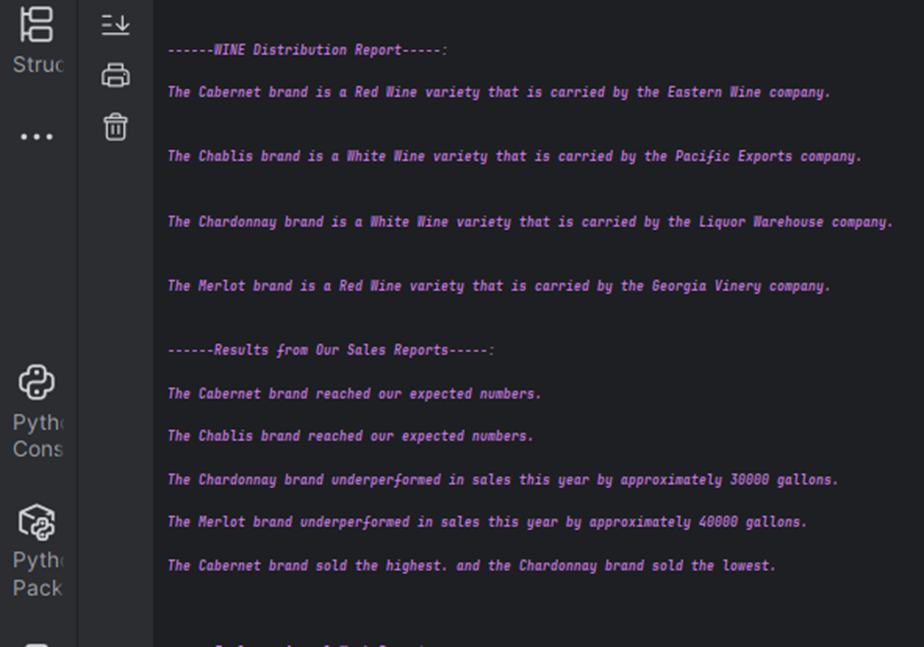 Struc
------WINE Distribution Report-----:
The Cabernet brand is a Red Wine variety that is carried by the Eastern Wine company.
The Chablis brand is a White Wine variety that is carried by the Pacific Exports company.
The Chardonnay brand is a White Wine variety that is carried by the Liquor Warehouse company.
The Merlot brand is a Red Wine variety that is carried by the Georgia Vinery company.
------Results from Our Sales Reports-----:
The Cabernet brand reached our expected numbers.
The Chablis brand reached our expected numbers.
The Chardonnay brand underperformed in sales this year by approximately 30000 gallons.
The Merlot brand underperformed in sales this year by approximately 40000 gallons.
The Cabernet brand sold the highest. and the Chardonnay brand sold the lowest.
Pyth
Cons
Pyth
Pack